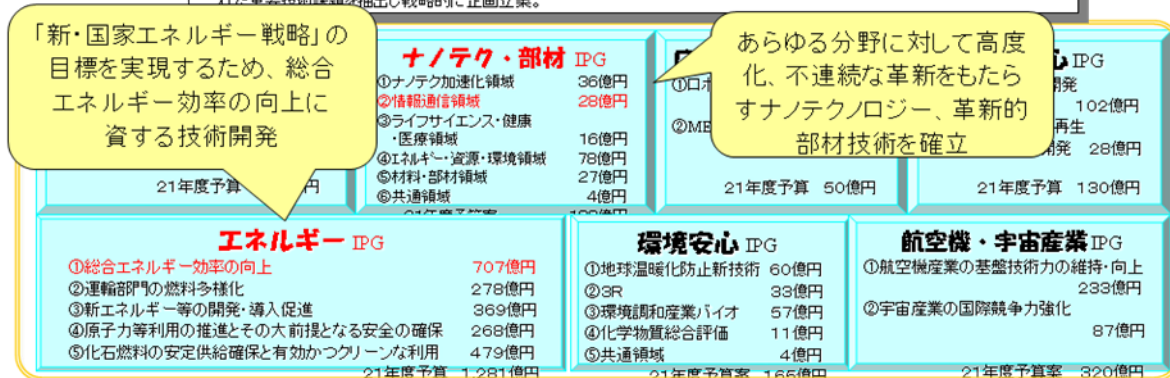 「新・国家エネルギー戦略」の
目標を実現するため、総合
エネルギー効率の向上に
資する技術開発
21年度予算
円
ナノテク・部材 IPG
①ナノテク加速化領域 36億円
②情報通信領域 28億円
③ライフサイエンス・健康
・医療領域 16億円
④エネルギー・資源・環境領域 78億円
⑤材料・部材領域 27億円
⑥共通領域 4億円
あらゆる分野に対して高度
化、不連続な革新をもたら
すナノテクノロジー、革新的
部材技術を確立
①ロボ
②ME
21年度予算 50億円
心 IPG
開発
102億円
再生
開発 28億円
21年度予算 130億円
エネルギー IPG
①総合エネルギー効率の向上 707億円
②運輸部門の燃料多様化 278億円
③新エネルギー等の開発・導入促進 369億円
④原子力等利用の推進とその大前提となる安全の確保 268億円
⑤化石燃料の安定供給確保と有効かつクリーンな利用 479億円
21年度予算 1,281億円
環境安心 IPG
①地球温暖化防止新技術 60億円
②3R 33億円
③環境調和産業バイオ 57億円
④化学物質総合評価 11億円
⑤共通領域 4億円
21年度予算案 165億円
航空機・宇宙産業 IPG
①航空機産業の基盤技術力の維持・向上
233億円
②宇宙産業の国際競争力強化
87億円
21年度予算案 320億円